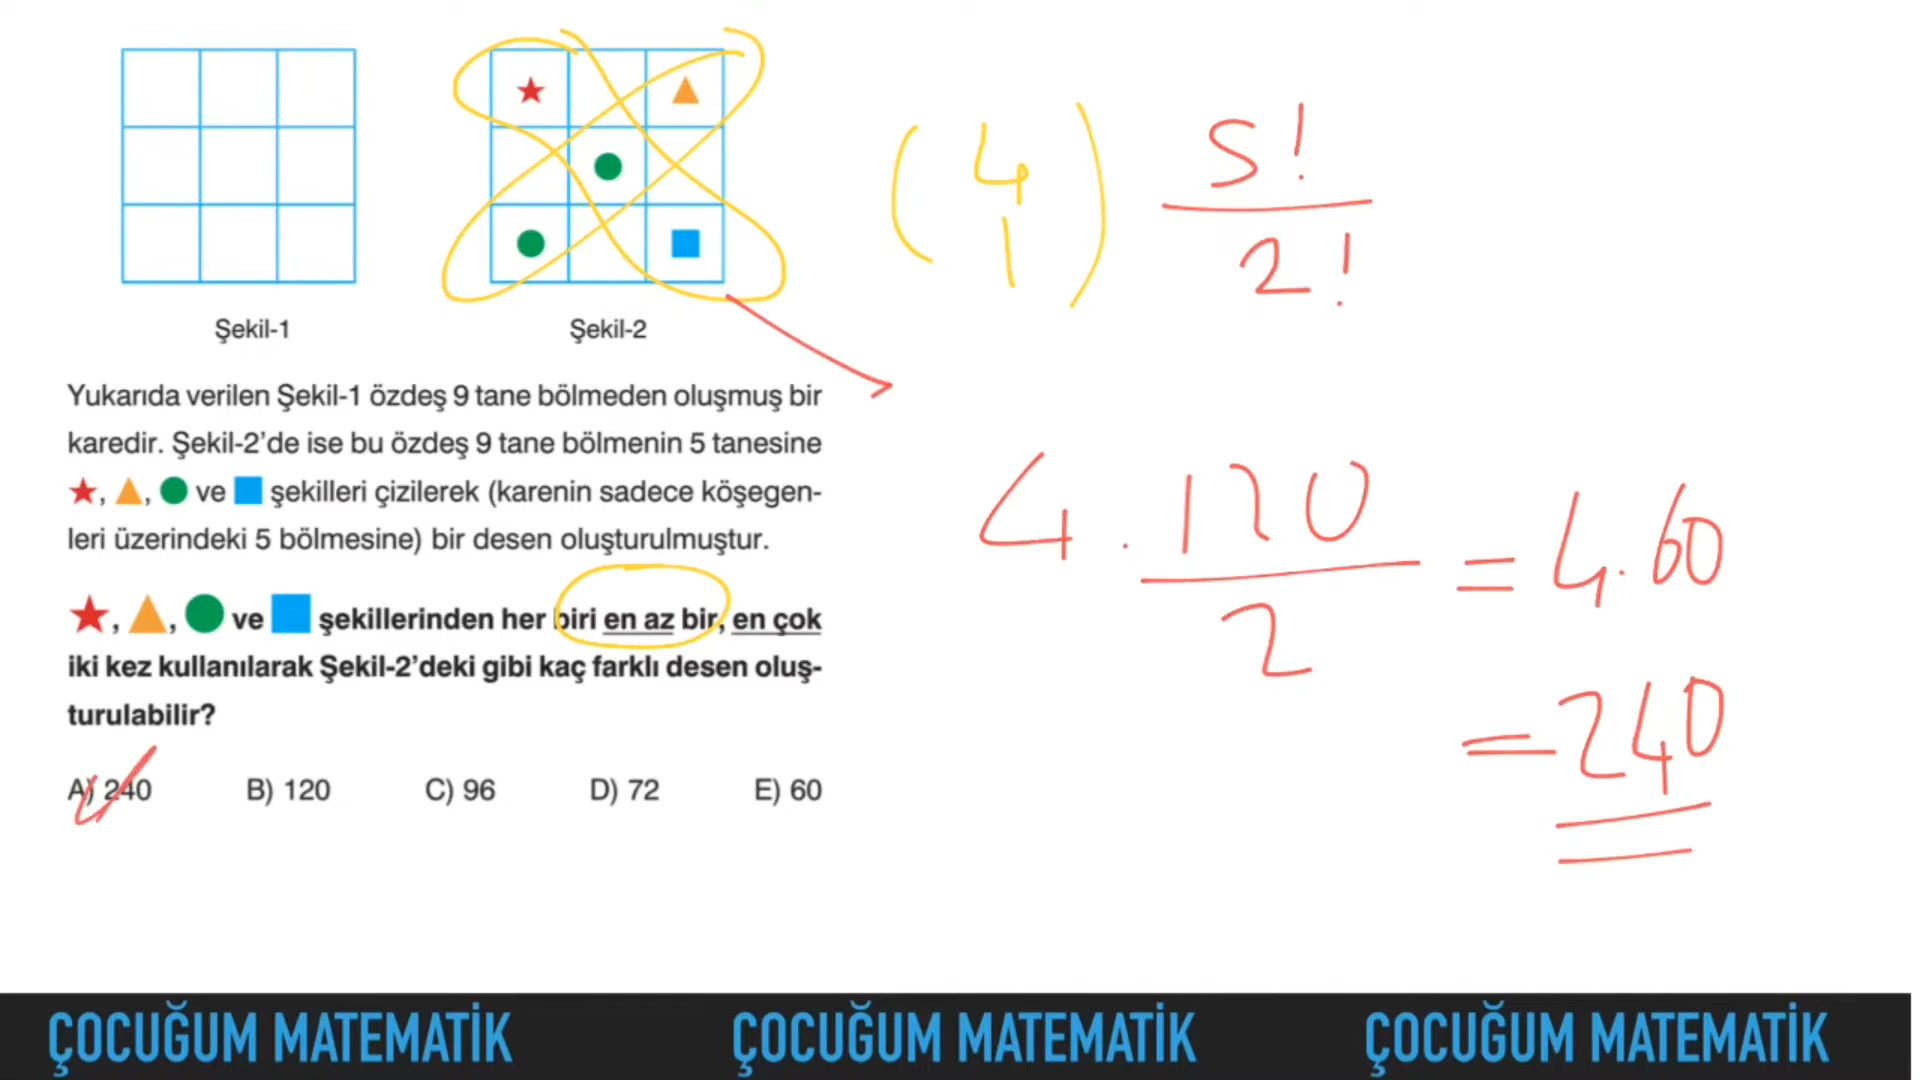 Şekil-1
Şekil-2
Yukarıda verilen Şekil-1 özdeş 9 tane bölmeden oluşmuş bir
karedir. Şekil-2'de ise bu özdeş 9 tane bölmenin 5 tanesine
★, ▲, ● ve ■ şekilleri çizilerek (karenin sadece köşegen-
leri üzerindeki 5 bölmesine) bir desen oluşturulmuştur.
★, ▲, ● ve ■ şekillerinden her biri en az bir, en çok
iki kez kullanılarak Şekil-2'deki gibi kaç farklı desen oluş-
turulabilir?
A) 240 B) 120 C) 96 D) 72 E) 60
(4
1) 5!
2!
4 . 120
2
= 4.60
= 240
ÇOCUĞUM MATEMATİK ÇOCUĞUM MATEMATİK ÇOCUĞUM MATEMATİK